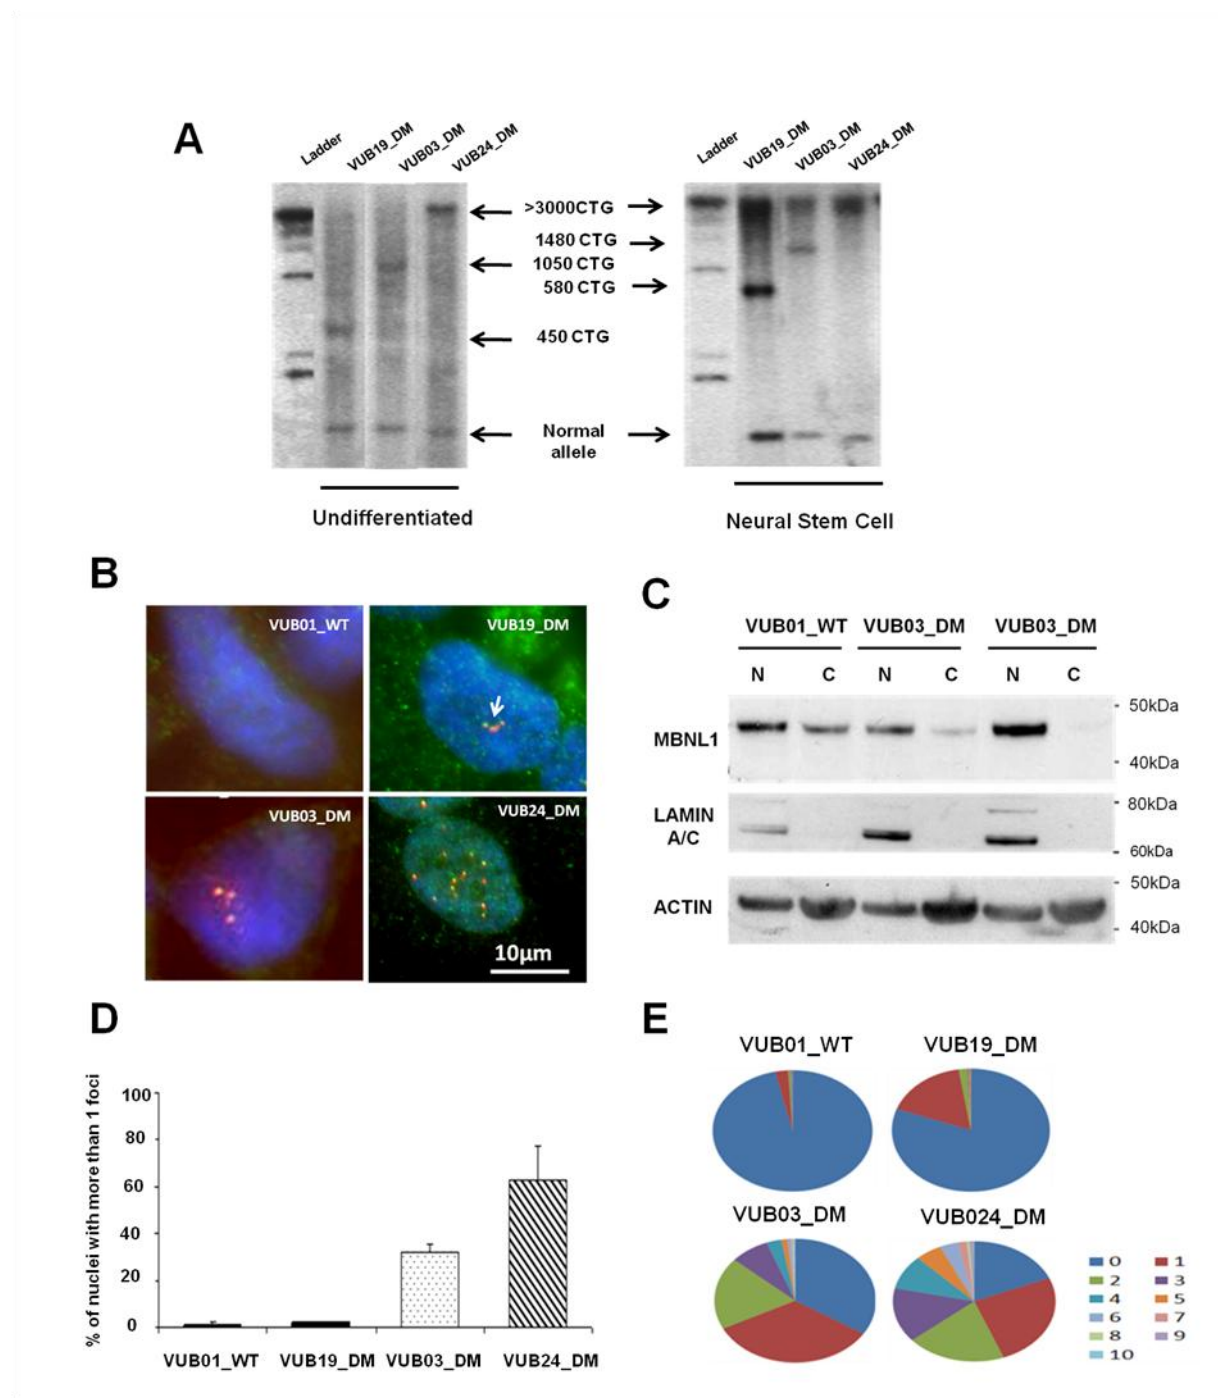 A
Ladder
VUB19_DM
VUB03_DM
VUB24_DM
Ladder
VUB19_DM
VUB03_DM
VUB24_DM
>3000CTG
1480 CTG
1050 CTG
580 CTG
450 CTG
Normal
allele
Undifferentiated
Neural Stem Cell
B
VUB01_WT
VUB19_DM
VUB03_DM
VUB24_DM
10µm
C
VUB01_WT VUB03_DM VUB03_DM
N C N C N C
MBNL1
50kDa
40kDa
LAMIN
A/C
80kDa
60kDa
ACTIN
50kDa
40kDa
D
% of nuclei with more than 1 foci
100
80
60
40
20
0
VUB01_WT VUB19_DM VUB03_DM VUB24_DM
E
VUB01_WT
VUB19_DM
VUB03_DM
VUB024_DM
0 1
2 3
4 5
6 7
8 9
10